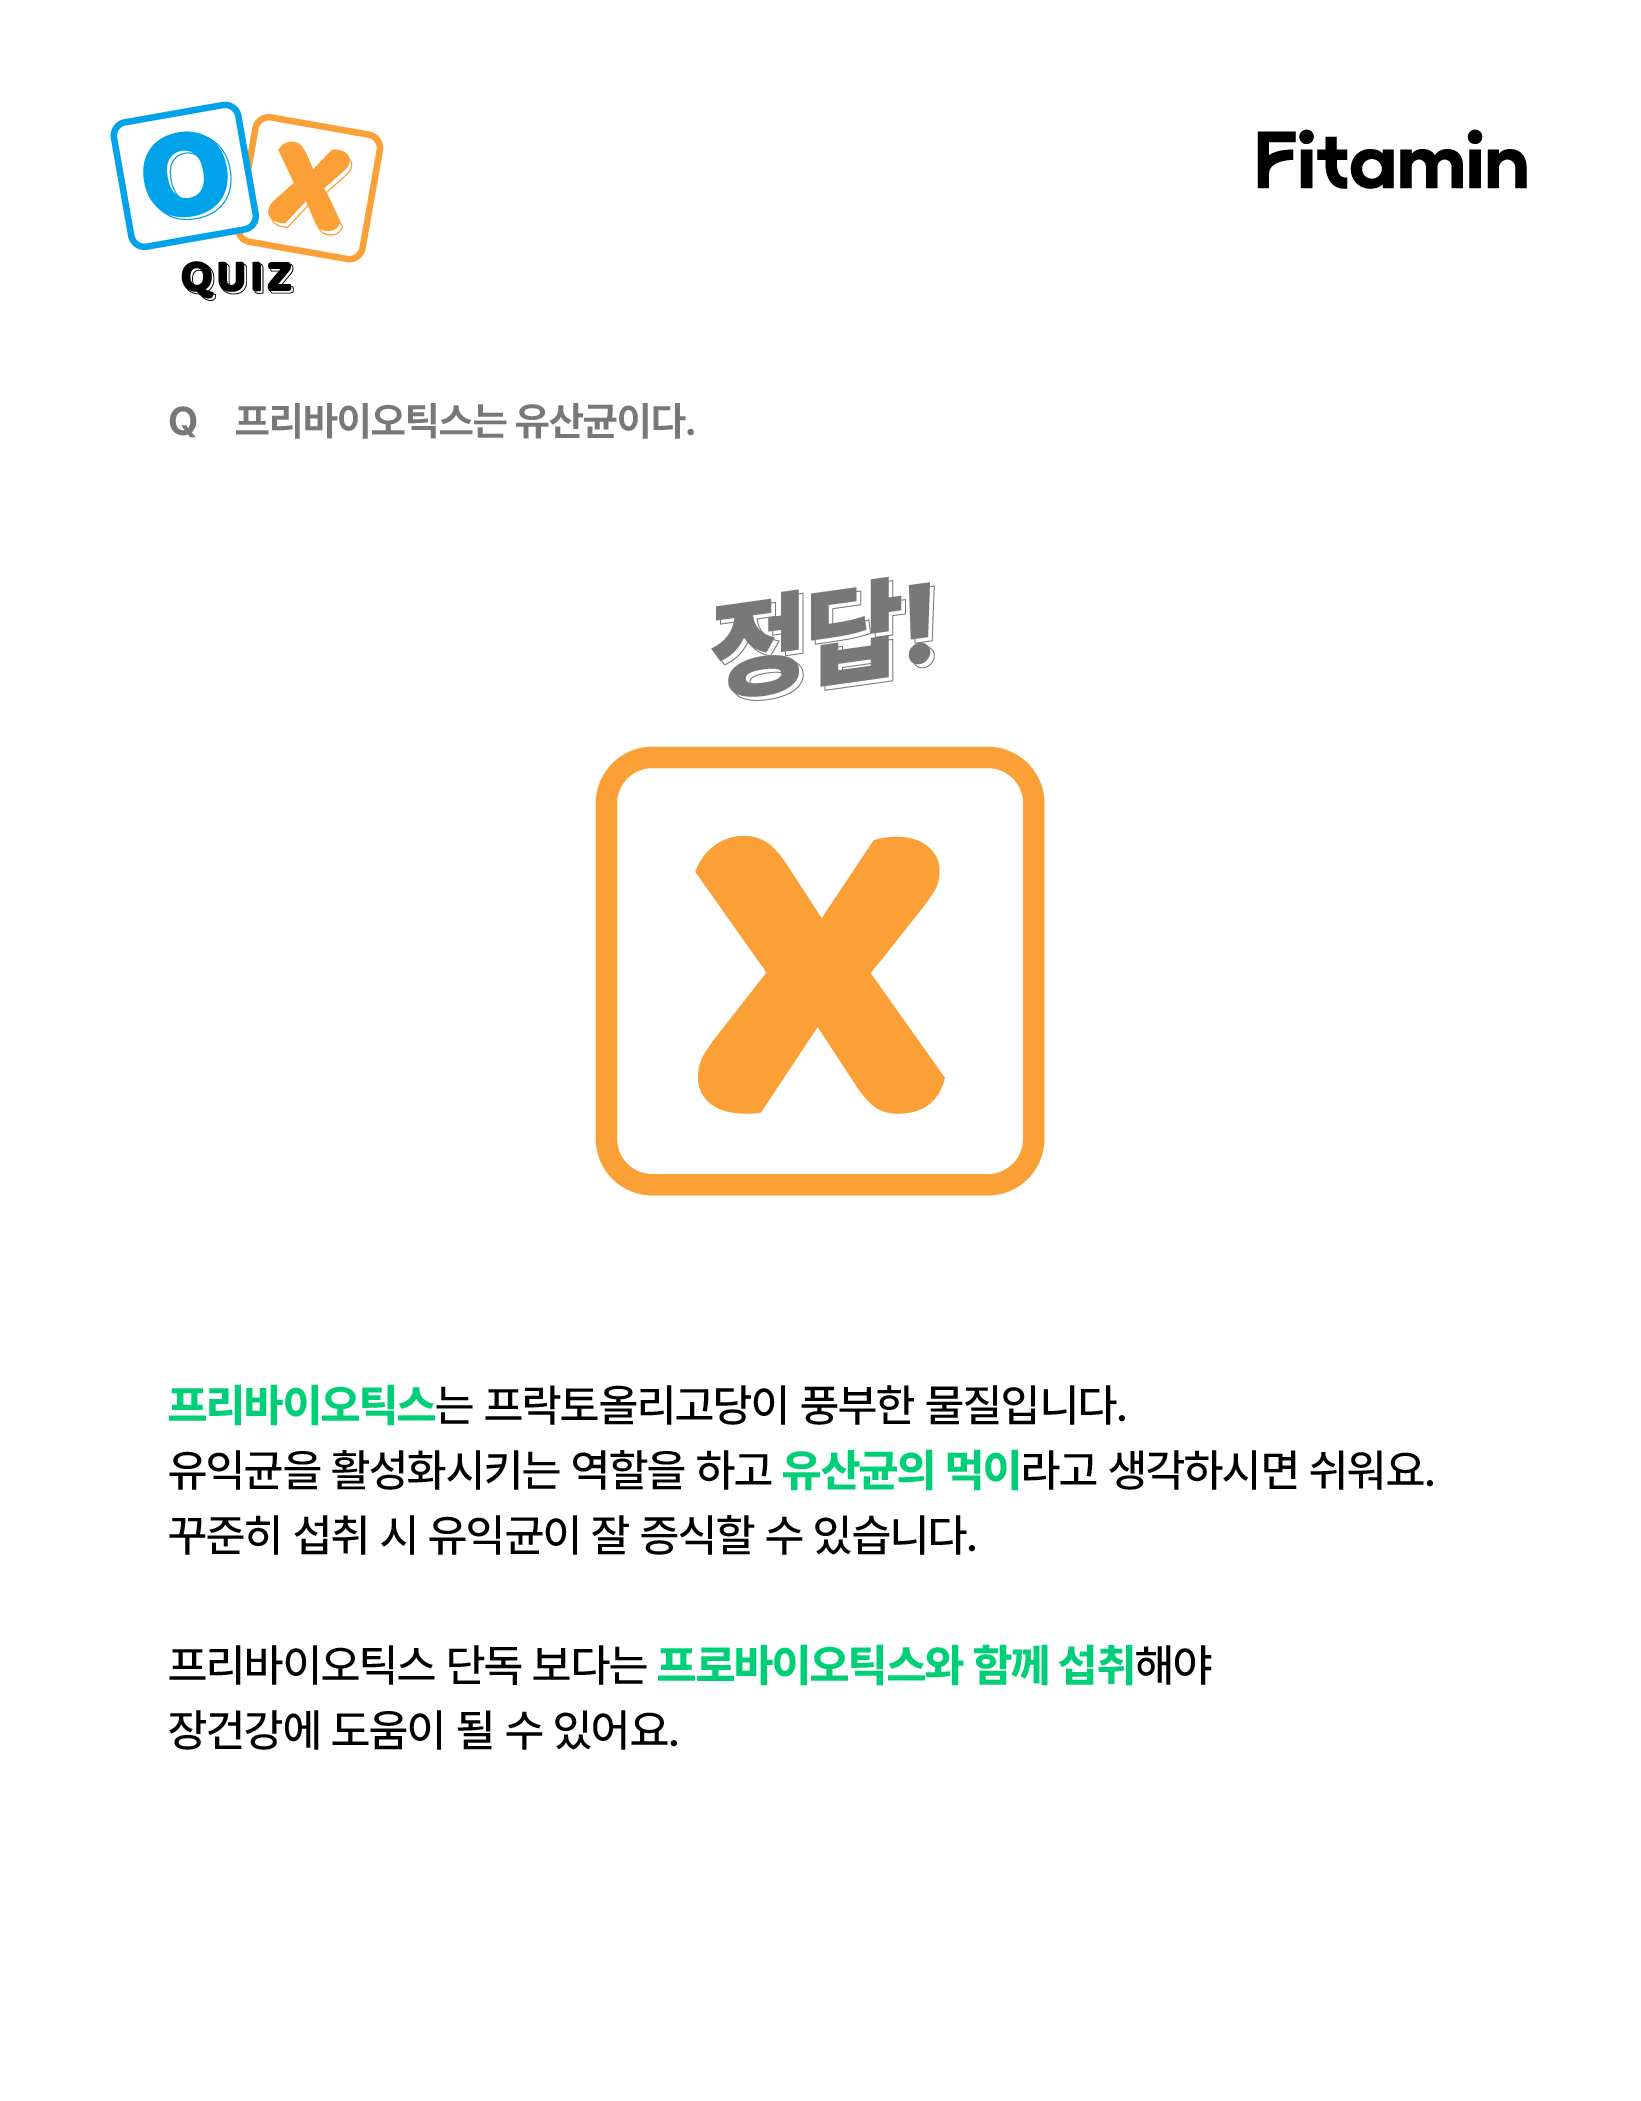 O X
QUIZ
Fitamin
Q 프리바이오틱스는 유산균이다.
정답!
X
프리바이오틱스는 프락토올리고당이 풍부한 물질입니다.
유익균을 활성화시키는 역할을 하고 유산균의 먹이라고 생각하시면 쉬워요.
꾸준히 섭취 시 유익균이 잘 증식할 수 있습니다.
프리바이오틱스 단독 보다는 프로바이오틱스와 함께 섭취해야
장건강에 도움이 될 수 있어요.